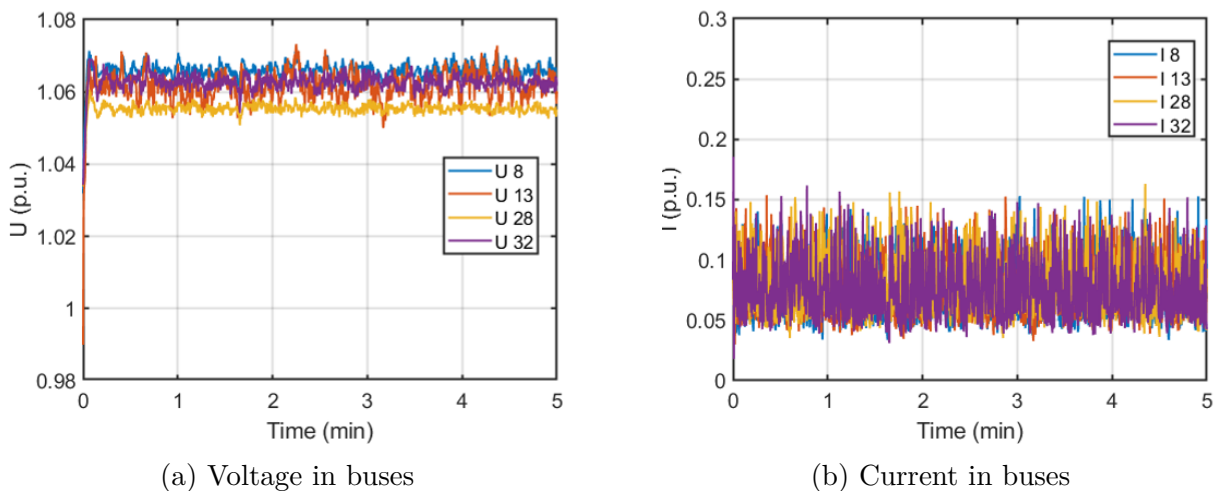 1.08
1.06
1.04
1.02
1
0.98
U (p.u.)
U 8
U 13
U 28
U 32
0 1 2 3 4 5
Time (min)
(a) Voltage in buses
0.3
0.25
0.2
0.15
0.1
0.05
0
I (p.u.)
I 8
I 13
I 28
I 32
0 1 2 3 4 5
Time (min)
(b) Current in buses